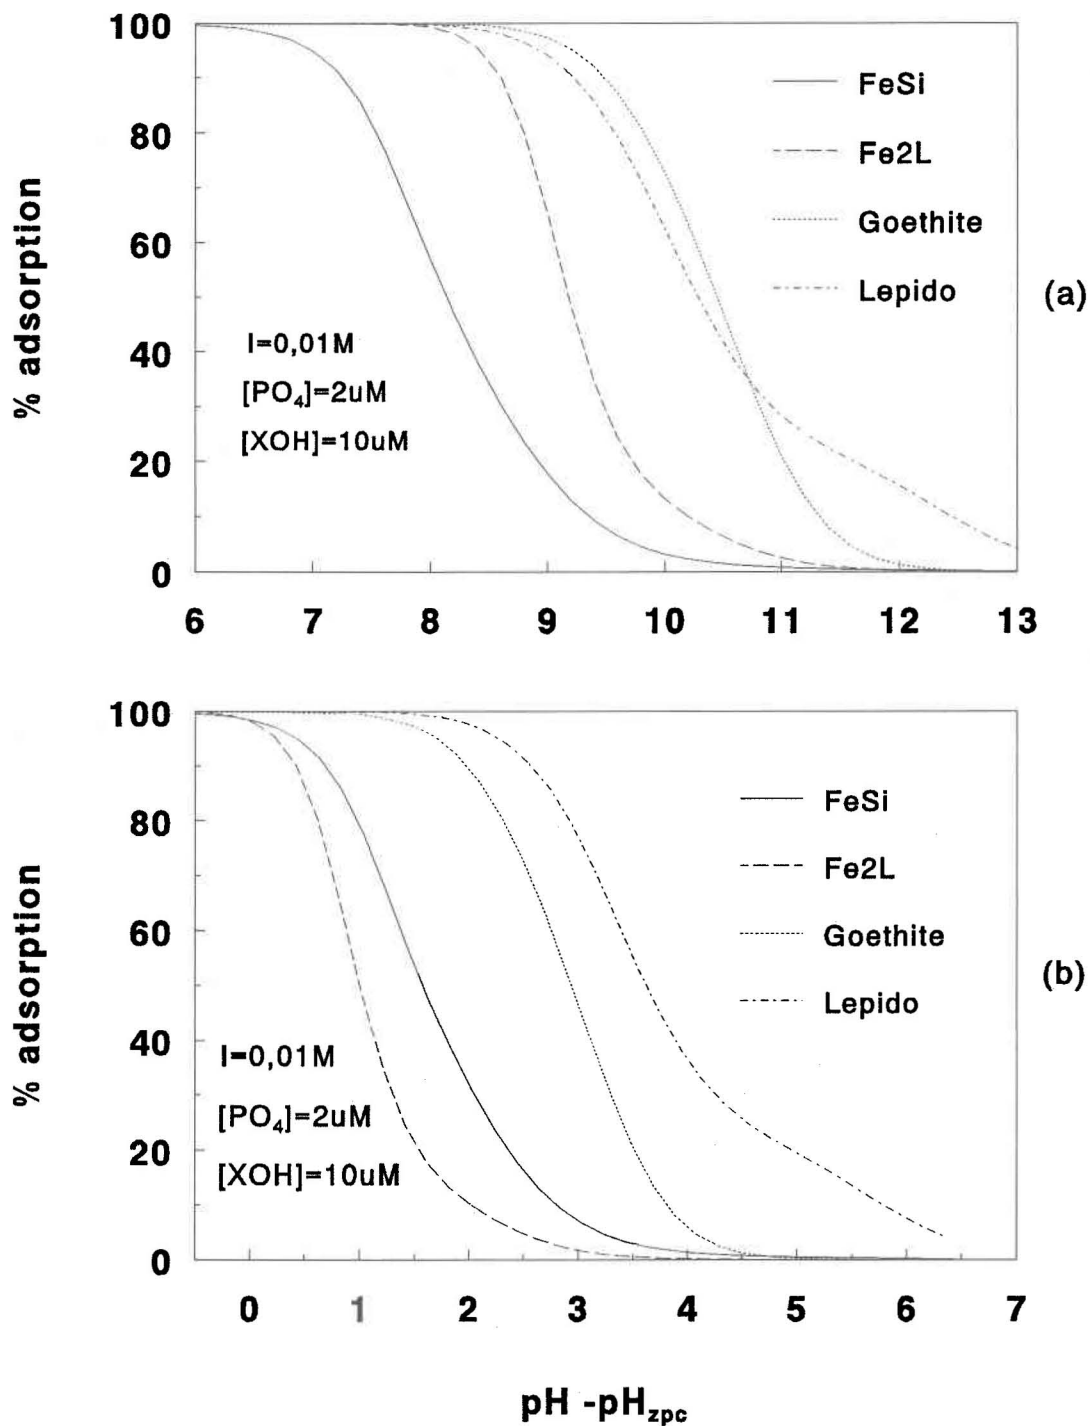 100
80
60
40
20
0
% adsorption
FeSi
Fe2L
Goethite
Lepido
(a)
I=0,01M
[PO₄]=2uM
[XOH]=10uM
6 7 8 9 10 11 12 13
100
80
60
40
20
0
% adsorption
FeSi
Fe2L
Goethite
Lepido
(b)
I=0,01M
[PO₄]=2uM
[XOH]=10uM
0 1 2 3 4 5 6 7
pH -pHzpc